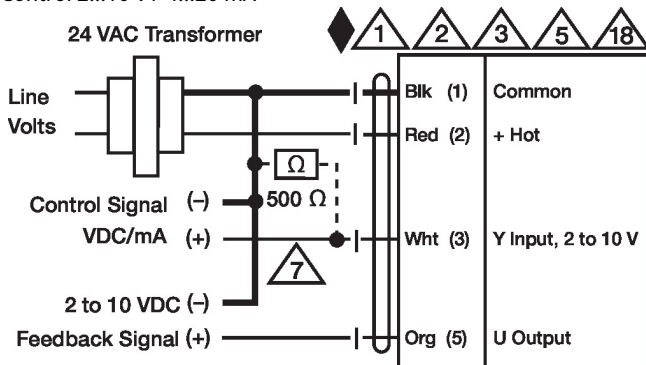 24 VAC Transformer
1 2 3 5 18
Line
Volts
Blk (1) Common
Red (2) + Hot
Ω
500 Ω
Control Signal (-)
VDC/mA (+)
Wht (3) Y Input, 2 to 10 V
7
2 to 10 VDC (-)
Feedback Signal (+)
Org (5) U Output